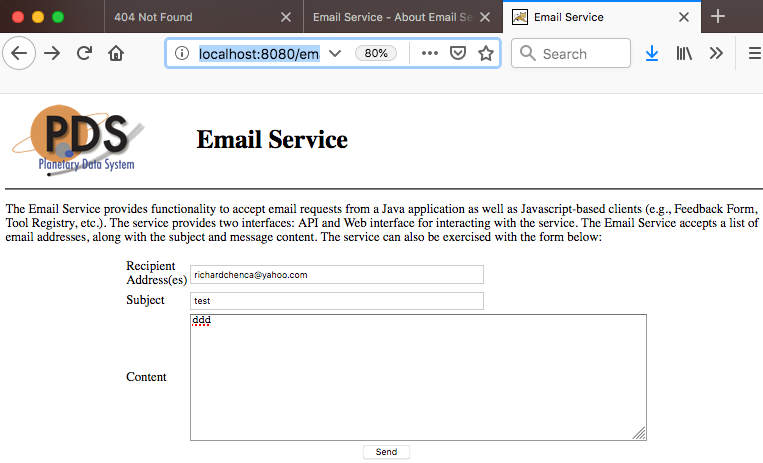 404 Not Found
Email Service - About Email Se
Email Service
localhost:8080/em
80%
Search
PDS
Planetary Data System
Email Service
The Email Service provides functionality to accept email requests from a Java application as well as Javascript-based clients (e.g., Feedback Form,
Tool Registry, etc.). The service provides two interfaces: API and Web interface for interacting with the service. The Email Service accepts a list of
email addresses, along with the subject and message content. The service can also be exercised with the form below:
Recipient
Address(es)
richardchenca@yahoo.com
Subject
test
ddd
Content
Send